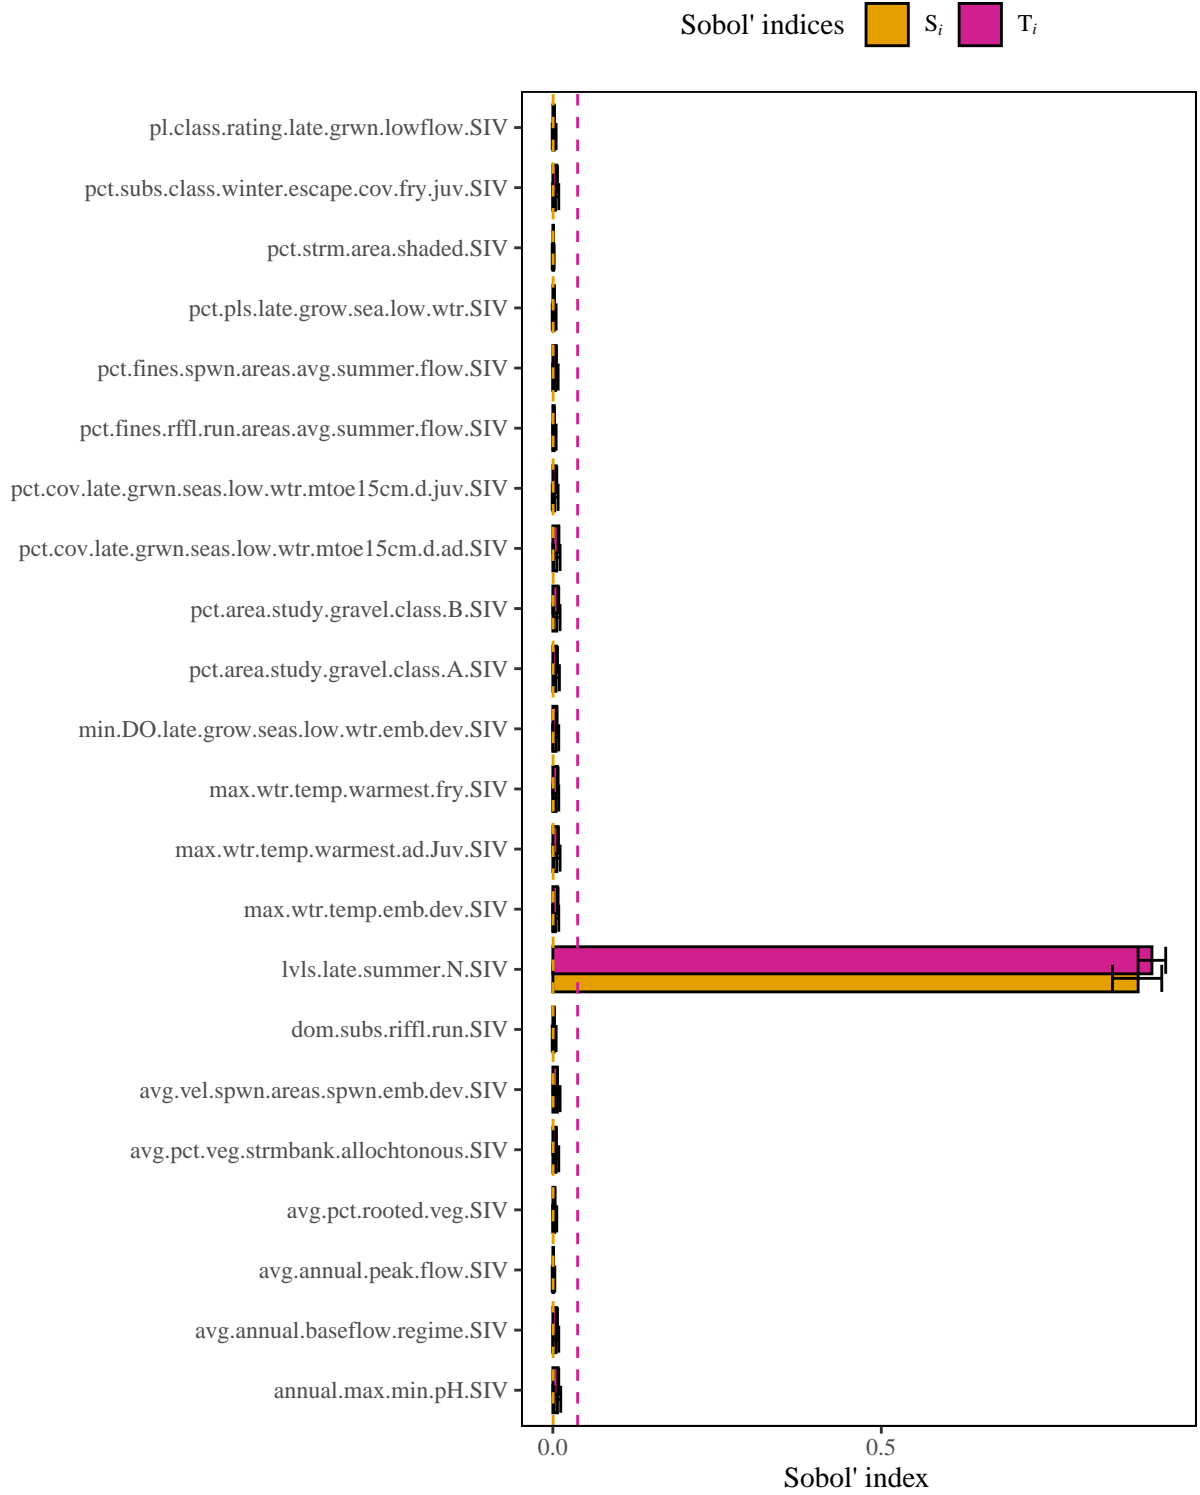 Sobol' indices S_i T_i
pl.class.rating.late.grwn.lowflow.SIV
pct.subs.class.winter.escape.cov.fry.juv.SIV
pct.strm.area.shaded.SIV
pct.pls.late.grow.sea.low.wtr.SIV
pct.fines.spwn.areas.avg.summer.flow.SIV
pct.fines.rffl.run.areas.avg.summer.flow.SIV
pct.cov.late.grwn.seas.low.wtr.mtoe15cm.d.juv.SIV
pct.cov.late.grwn.seas.low.wtr.mtoe15cm.d.ad.SIV
pct.area.study.gravel.class.B.SIV
pct.area.study.gravel.class.A.SIV
min.DO.late.grow.seas.low.wtr.emb.dev.SIV
max.wtr.temp.warmest.fry.SIV
max.wtr.temp.warmest.ad.Juv.SIV
max.wtr.temp.emb.dev.SIV
lvls.late.summer.N.SIV
dom.subs.riffl.run.SIV
avg.vel.spwn.areas.spwn.emb.dev.SIV
avg.pct.veg.strmbank.allochtonous.SIV
avg.pct.rooted.veg.SIV
avg.annual.peak.flow.SIV
avg.annual.baseflow.regime.SIV
annual.max.min.pH.SIV
0.0 0.5
Sobol' index